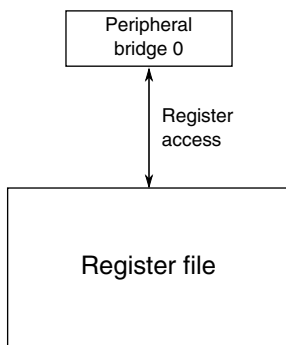 Peripheral
bridge 0
Register
access
Register file